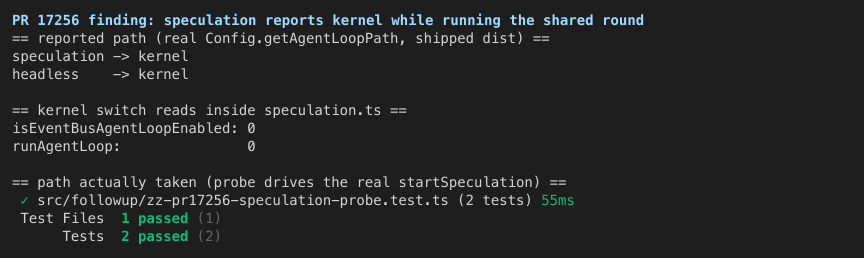 PR 17256 finding: speculation reports kernel while running the shared round
== reported path (real Config.getAgentLoopPath, shipped dist) ==
speculation -> kernel
headless    -> kernel
== kernel switch reads inside speculation.ts ==
isEventBusAgentLoopEnabled: 0
runAgentLoop:               0
== path actually taken (probe drives the real startSpeculation) ==
✓ src/followup/zz-pr17256-speculation-probe.test.ts (2 tests) 55ms
Test Files  1 passed (1)
Tests  2 passed (2)